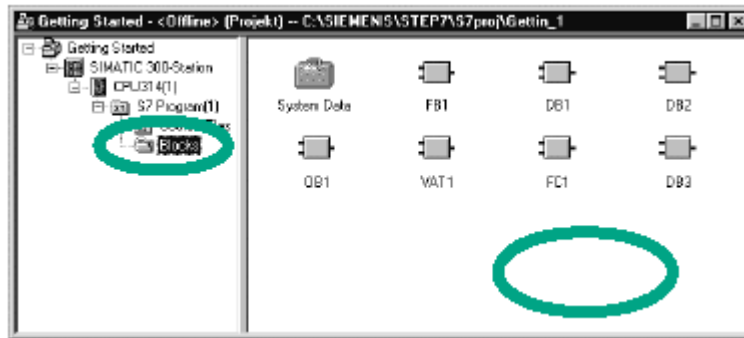 Getting Started - <Offline> (Projekt) -- C:\SIEMENS\STEP7\S7proj\Gettin_1
Getting Started
SIMATIC 300-Station
CPU314(1)
S7 Program(1)
Blocks
System Data
FB1
DB1
DB2
OB1
VAT1
FC1
DB3